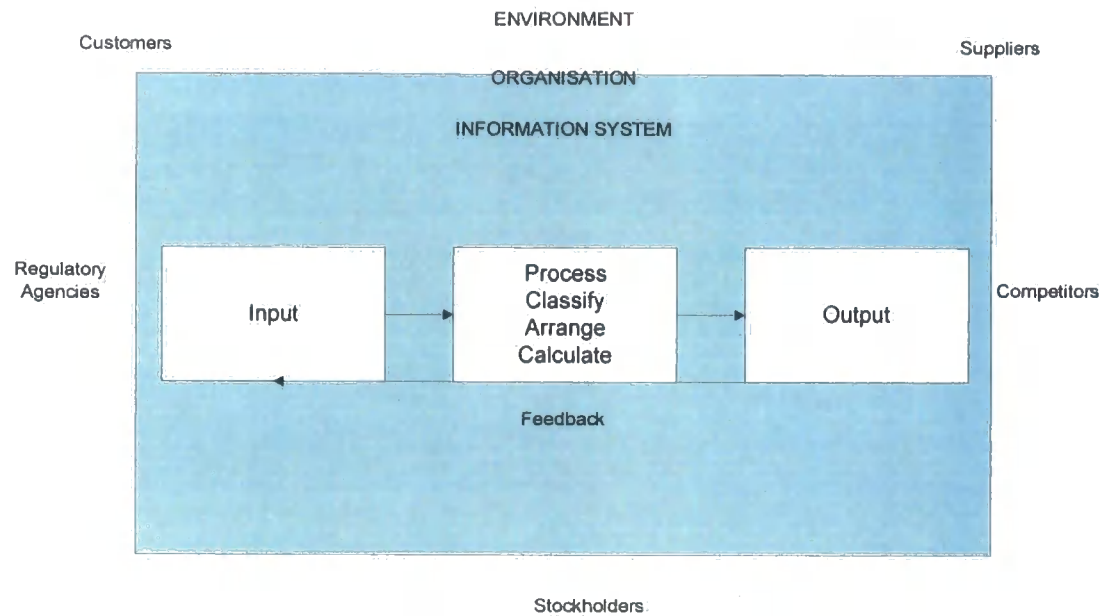 ENVIRONMENT
Customers
Suppliers
ORGANISATION
INFORMATION SYSTEM
Regulatory
Agencies
Input
Process
Classify
Arrange
Calculate
Output
Competitors
Feedback
Stockholders